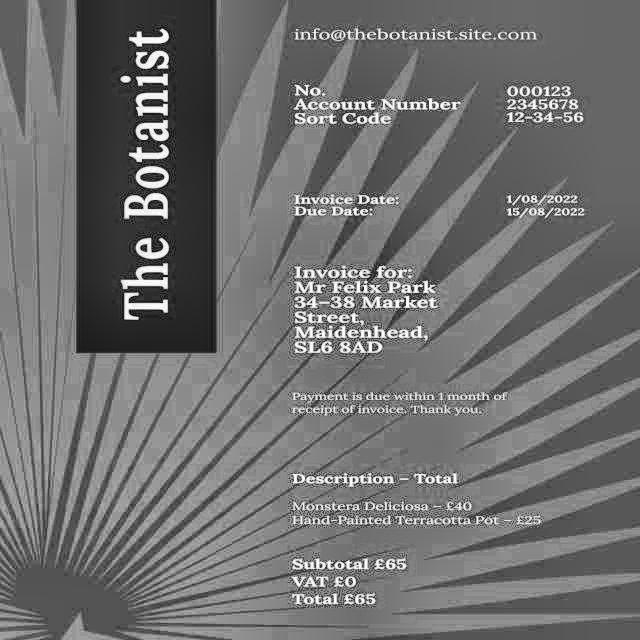 The Botanist
info@thebotanist.site.com
No. 000123
Account Number 2345678
Sort Code 12-34-56
Invoice Date: 1/08/2022
Due Date: 15/08/2022
Invoice for:
Mr Felix Park
34–38 Market
Street,
Maidenhead,
SL6 8AD
Payment is due within 1 month of
receipt of invoice. Thank you.
Description – Total
Monstera Deliciosa – £40
Hand-Painted Terracotta Pot – £25
Subtotal £65
VAT £0
Total £65